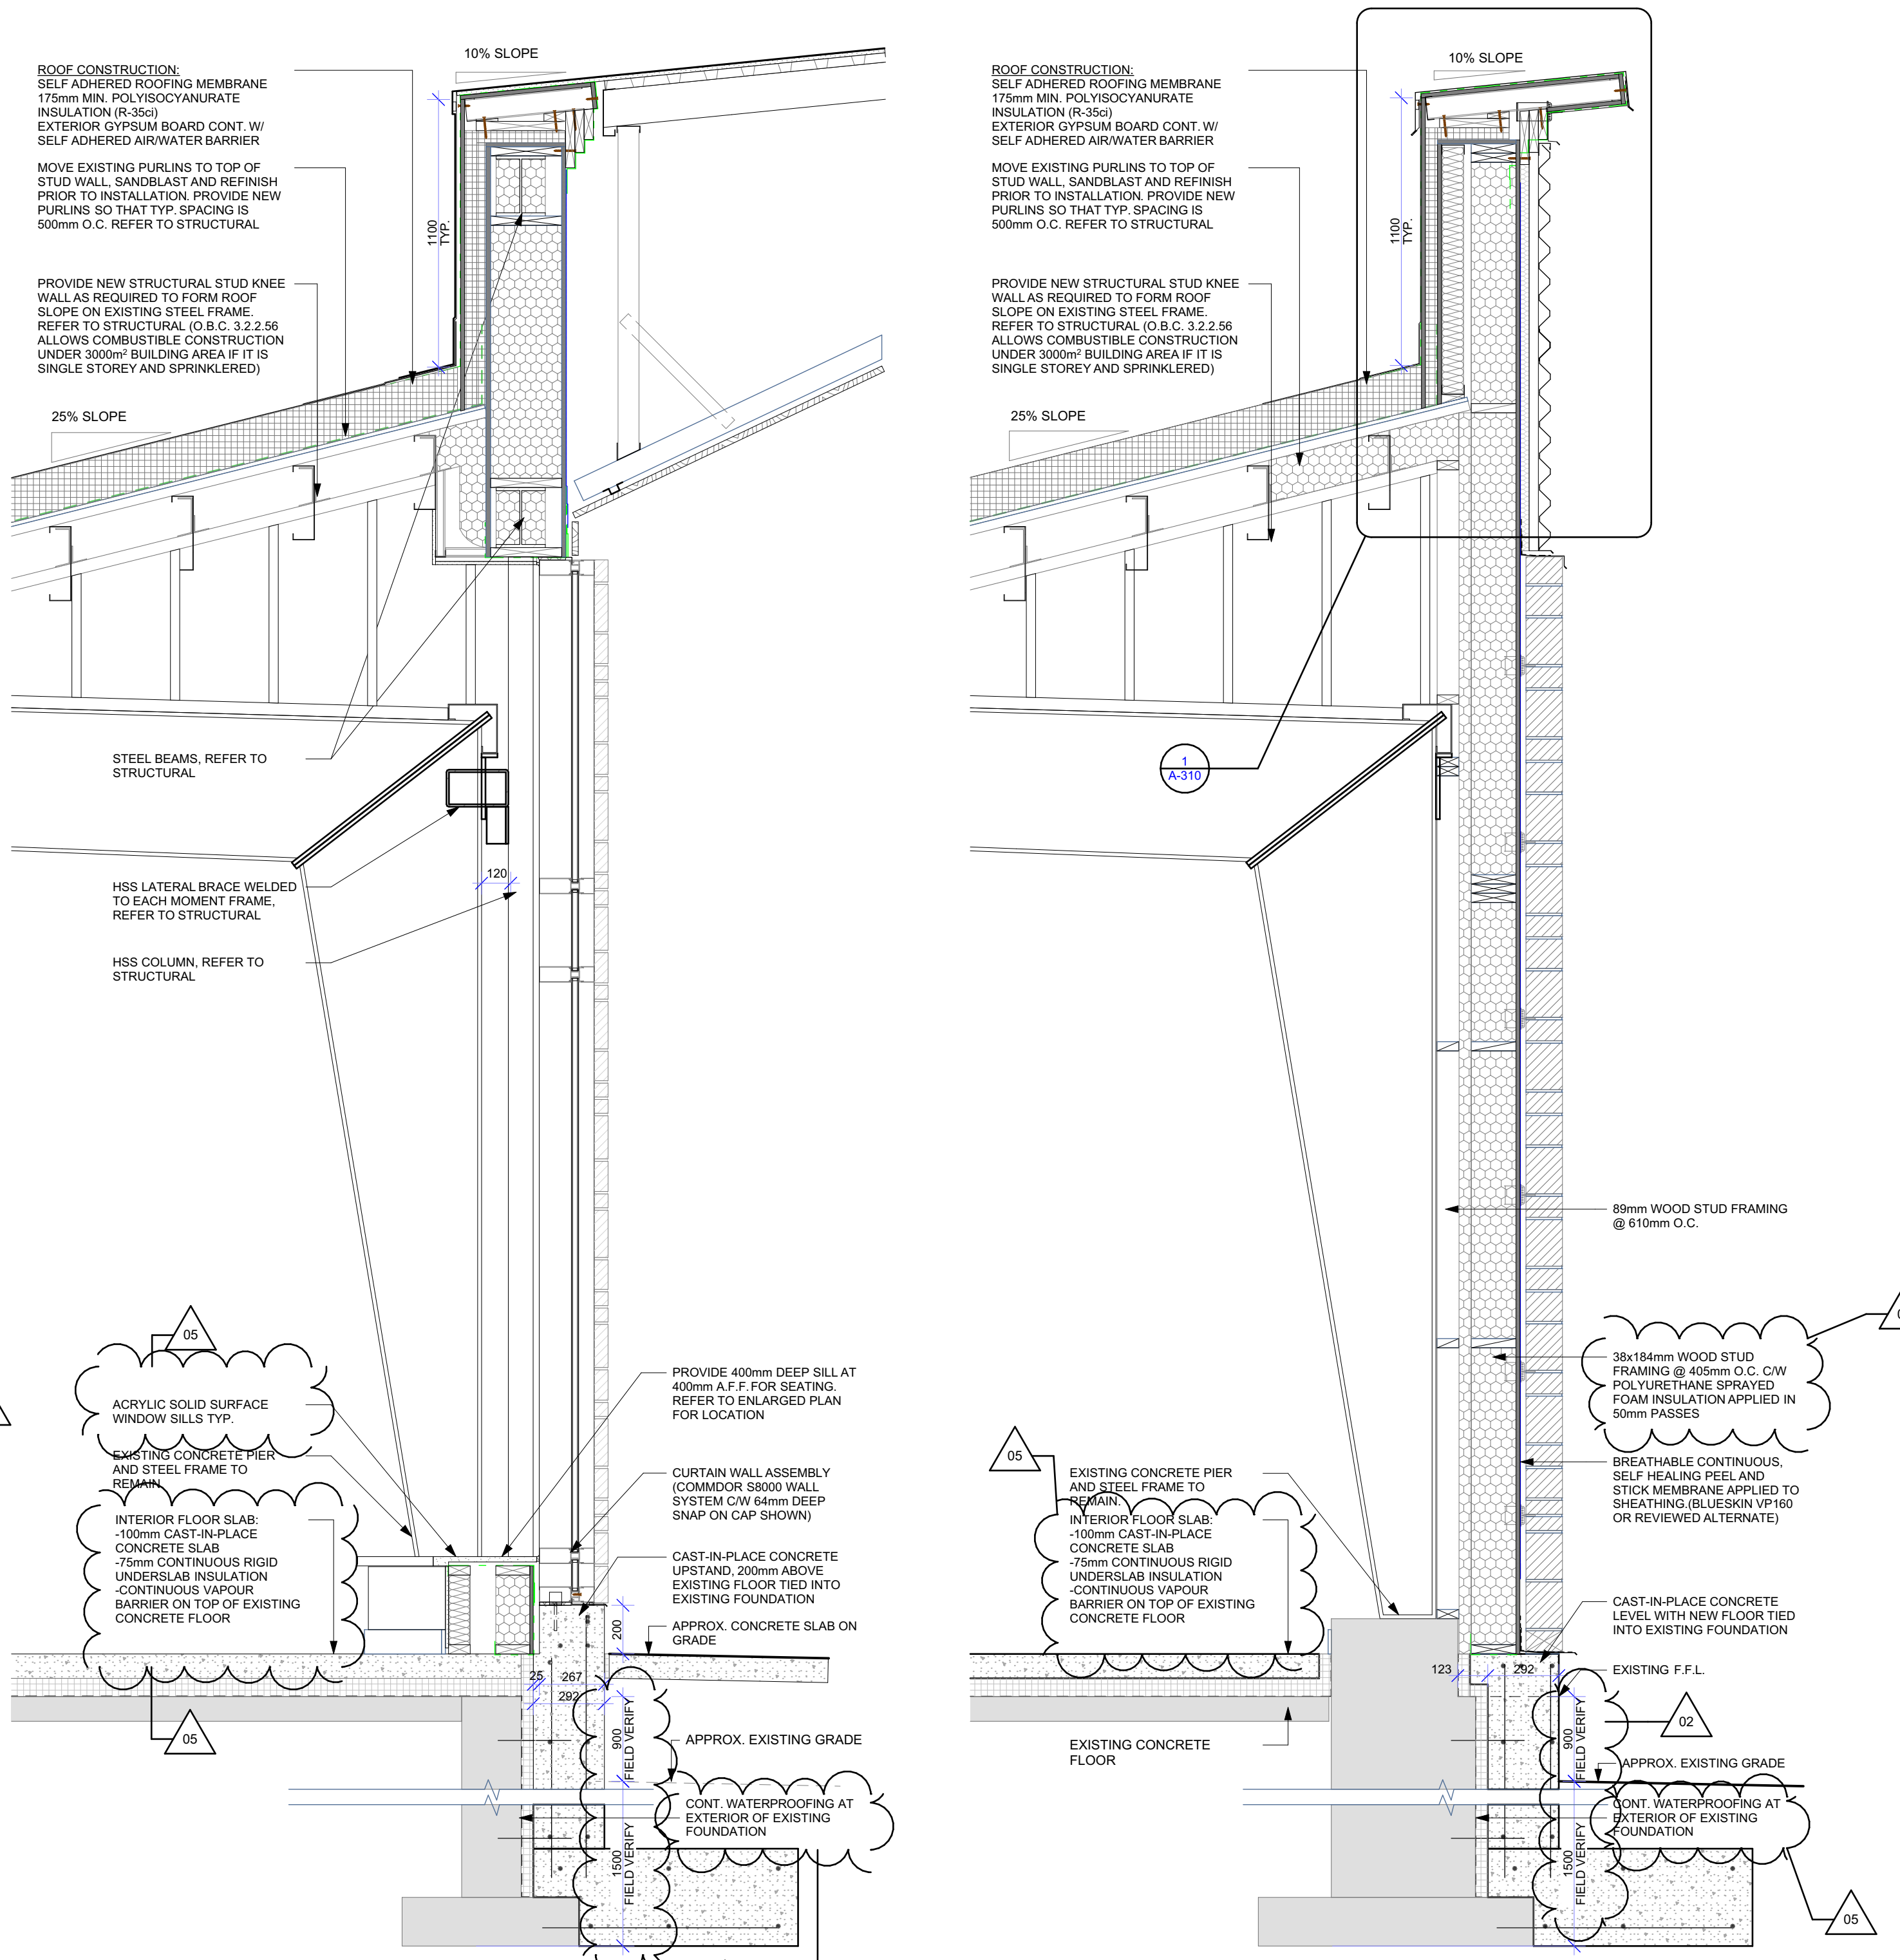 10% SLOPE
ROOF CONSTRUCTION:
SELF ADHERED ROOFING MEMBRANE
175mm MIN. POLYISOCYANURATE
INSULATION (R-35ci)
EXTERIOR GYPSUM BOARD CONT. W/
SELF ADHERED AIR/WATER BARRIER
MOVE EXISTING PURLINS TO TOP OF
STUD WALL, SANDBLAST AND REFINISH
PRIOR TO INSTALLATION. PROVIDE NEW
PURLINS SO THAT TYP. SPACING IS
500mm O.C. REFER TO STRUCTURAL
1100
TYP.
PROVIDE NEW STRUCTURAL STUD KNEE
WALL AS REQUIRED TO FORM ROOF
SLOPE ON EXISTING STEEL FRAME.
REFER TO STRUCTURAL (O.B.C. 3.2.2.56
ALLOWS COMBUSTIBLE CONSTRUCTION
UNDER 3000m² BUILDING AREA IF IT IS
SINGLE STOREY AND SPRINKLERED)
25% SLOPE
STEEL BEAMS, REFER TO
STRUCTURAL
HSS LATERAL BRACE WELDED
TO EACH MOMENT FRAME,
REFER TO STRUCTURAL
120
HSS COLUMN, REFER TO
STRUCTURAL
05
ACRYLIC SOLID SURFACE
WINDOW SILLS TYP.
EXISTING CONCRETE PIER
AND STEEL FRAME TO
REMAIN.
INTERIOR FLOOR SLAB:
-100mm CAST-IN-PLACE
CONCRETE SLAB
-75mm CONTINUOUS RIGID
UNDERSLAB INSULATION
-CONTINUOUS VAPOUR
BARRIER ON TOP OF EXISTING
CONCRETE FLOOR
05
PROVIDE 400mm DEEP SILL AT
400mm A.F.F. FOR SEATING.
REFER TO ENLARGED PLAN
FOR LOCATION
CURTAIN WALL ASSEMBLY
(COMMDOR S8000 WALL
SYSTEM C/W 64mm DEEP
SNAP ON CAP SHOWN)
CAST-IN-PLACE CONCRETE
UPSTAND, 200mm ABOVE
EXISTING FLOOR TIED INTO
EXISTING FOUNDATION
200
APPROX. CONCRETE SLAB ON
GRADE
25
267
292
900
FIELD VERIFY
APPROX. EXISTING GRADE
CONT. WATERPROOFING AT
EXTERIOR OF EXISTING
FOUNDATION
1500
FIELD VERIFY
10% SLOPE
ROOF CONSTRUCTION:
SELF ADHERED ROOFING MEMBRANE
175mm MIN. POLYISOCYANURATE
INSULATION (R-35ci)
EXTERIOR GYPSUM BOARD CONT. W/
SELF ADHERED AIR/WATER BARRIER
MOVE EXISTING PURLINS TO TOP OF
STUD WALL, SANDBLAST AND REFINISH
PRIOR TO INSTALLATION. PROVIDE NEW
PURLINS SO THAT TYP. SPACING IS
500mm O.C. REFER TO STRUCTURAL
1100
TYP.
PROVIDE NEW STRUCTURAL STUD KNEE
WALL AS REQUIRED TO FORM ROOF
SLOPE ON EXISTING STEEL FRAME.
REFER TO STRUCTURAL (O.B.C. 3.2.2.56
ALLOWS COMBUSTIBLE CONSTRUCTION
UNDER 3000m² BUILDING AREA IF IT IS
SINGLE STOREY AND SPRINKLERED)
25% SLOPE
1
A-310
89mm WOOD STUD FRAMING
@ 610mm O.C.
38x184mm WOOD STUD
FRAMING @ 405mm O.C. C/W
POLYURETHANE SPRAYED
FOAM INSULATION APPLIED IN
50mm PASSES
BREATHABLE CONTINUOUS,
SELF HEALING PEEL AND
STICK MEMBRANE APPLIED TO
SHEATHING.(BLUESKIN VP160
OR REVIEWED ALTERNATE)
05
EXISTING CONCRETE PIER
AND STEEL FRAME TO
REMAIN.
INTERIOR FLOOR SLAB:
-100mm CAST-IN-PLACE
CONCRETE SLAB
-75mm CONTINUOUS RIGID
UNDERSLAB INSULATION
-CONTINUOUS VAPOUR
BARRIER ON TOP OF EXISTING
CONCRETE FLOOR
CAST-IN-PLACE CONCRETE
LEVEL WITH NEW FLOOR TIED
INTO EXISTING FOUNDATION
123
292
EXISTING F.F.L.
02
EXISTING CONCRETE
FLOOR
900
FIELD VERIFY
APPROX. EXISTING GRADE
CONT. WATERPROOFING AT
EXTERIOR OF EXISTING
FOUNDATION
1500
FIELD VERIFY
05